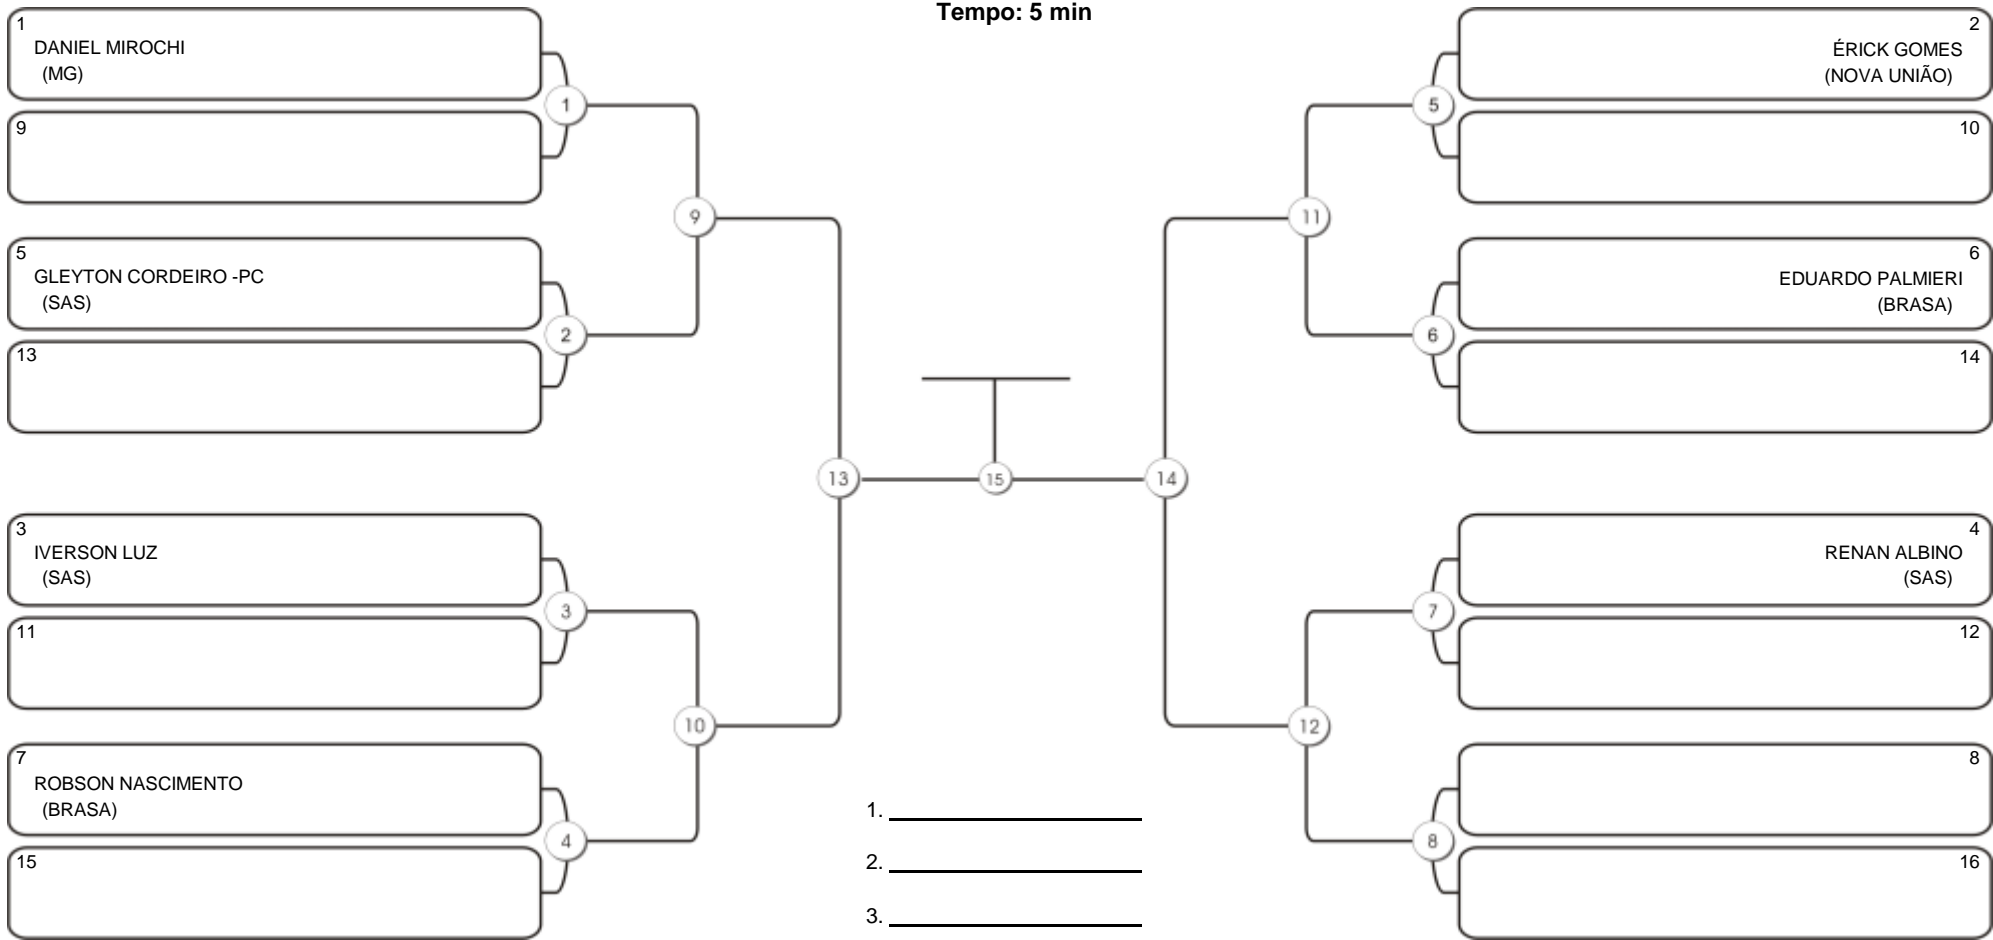 Tempo: 5 min
1
DANIEL MIROCHI
(MG)
9
5
GLEYTON CORDEIRO -PC
(SAS)
13
3
IVERSON LUZ
(SAS)
11
7
ROBSON NASCIMENTO
(BRASA)
15
1
2
3
4
9
10
13
15
14
11
12
5
6
7
8
2
ÉRICK GOMES
(NOVA UNIÃO)
10
6
EDUARDO PALMIERI
(BRASA)
14
4
RENAN ALBINO
(SAS)
12
8
16
1.
2.
3.